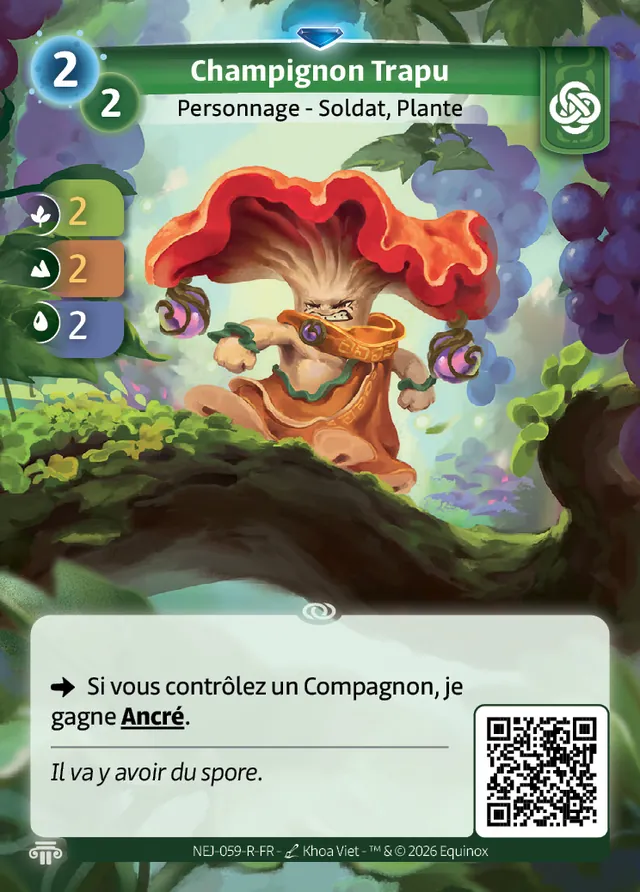 2
Champignon Trapu
2
Personnage - Soldat, Plante
2
2
2
Si vous contrôlez un Compagnon, je
gagne Ancré.
Il va y avoir du spore.
NEJ-059-R-FR - Khoa Viet - ™ & © 2026 Equinox